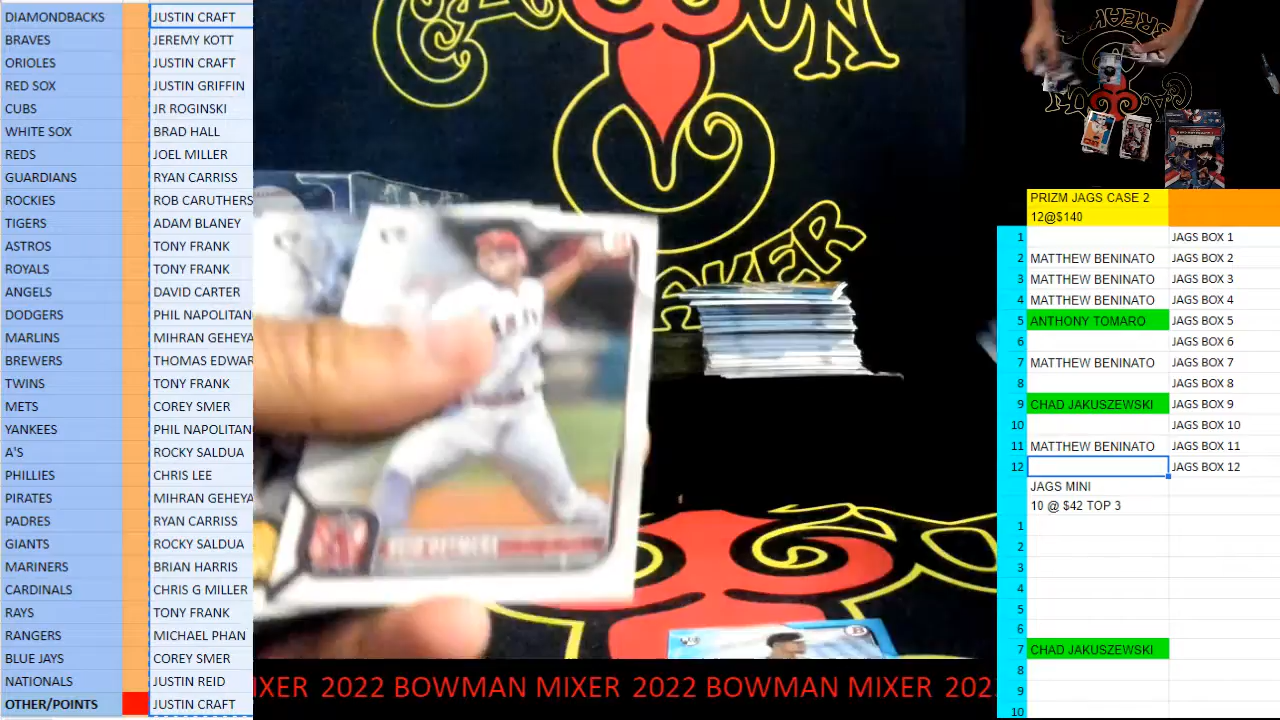 DIAMONDBACKS JUSTIN CRAFT
BRAVES JEREMY KOTT
ORIOLES JUSTIN CRAFT
RED SOX JUSTIN GRIFFIN
CUBS JR ROGINSKI
WHITE SOX BRAD HALL
REDS JOEL MILLER
GUARDIANS RYAN CARRISS
ROCKIES ROB CARUTHERS
TIGERS ADAM BLANEY
ASTROS TONY FRANK
ROYALS TONY FRANK
ANGELS DAVID CARTER
DODGERS PHIL NAPOLITAN
MARLINS MIHRAN GEHEYA
BREWERS THOMAS EDWAR
TWINS TONY FRANK
METS COREY SMER
YANKEES PHIL NAPOLITAN
A'S ROCKY SALDUA
PHILLIES CHRIS LEE
PIRATES MIHRAN GEHEYA
PADRES RYAN CARRISS
GIANTS ROCKY SALDUA
MARINERS BRIAN HARRIS
CARDINALS CHRIS G MILLER
RAYS TONY FRANK
RANGERS MICHAEL PHAN
BLUE JAYS COREY SMER
NATIONALS JUSTIN REID
OTHER/POINTS JUSTIN CRAFT
IXER 2022 BOWMAN MIXER 2022 BOWMAN MIXER 202
PRIZM JAGS CASE 2
12@$140
1 JAGS BOX 1
2 MATTHEW BENINATO JAGS BOX 2
3 MATTHEW BENINATO JAGS BOX 3
4 MATTHEW BENINATO JAGS BOX 4
5 ANTHONY TOMARO JAGS BOX 5
6 JAGS BOX 6
7 MATTHEW BENINATO JAGS BOX 7
8 JAGS BOX 8
9 CHAD JAKUSZEWSKI JAGS BOX 9
10 JAGS BOX 10
11 MATTHEW BENINATO JAGS BOX 11
12 JAGS BOX 12
JAGS MINI
10 @ $42 TOP 3
1
2
3
4
5
6
7 CHAD JAKUSZEWSKI
8
9
10